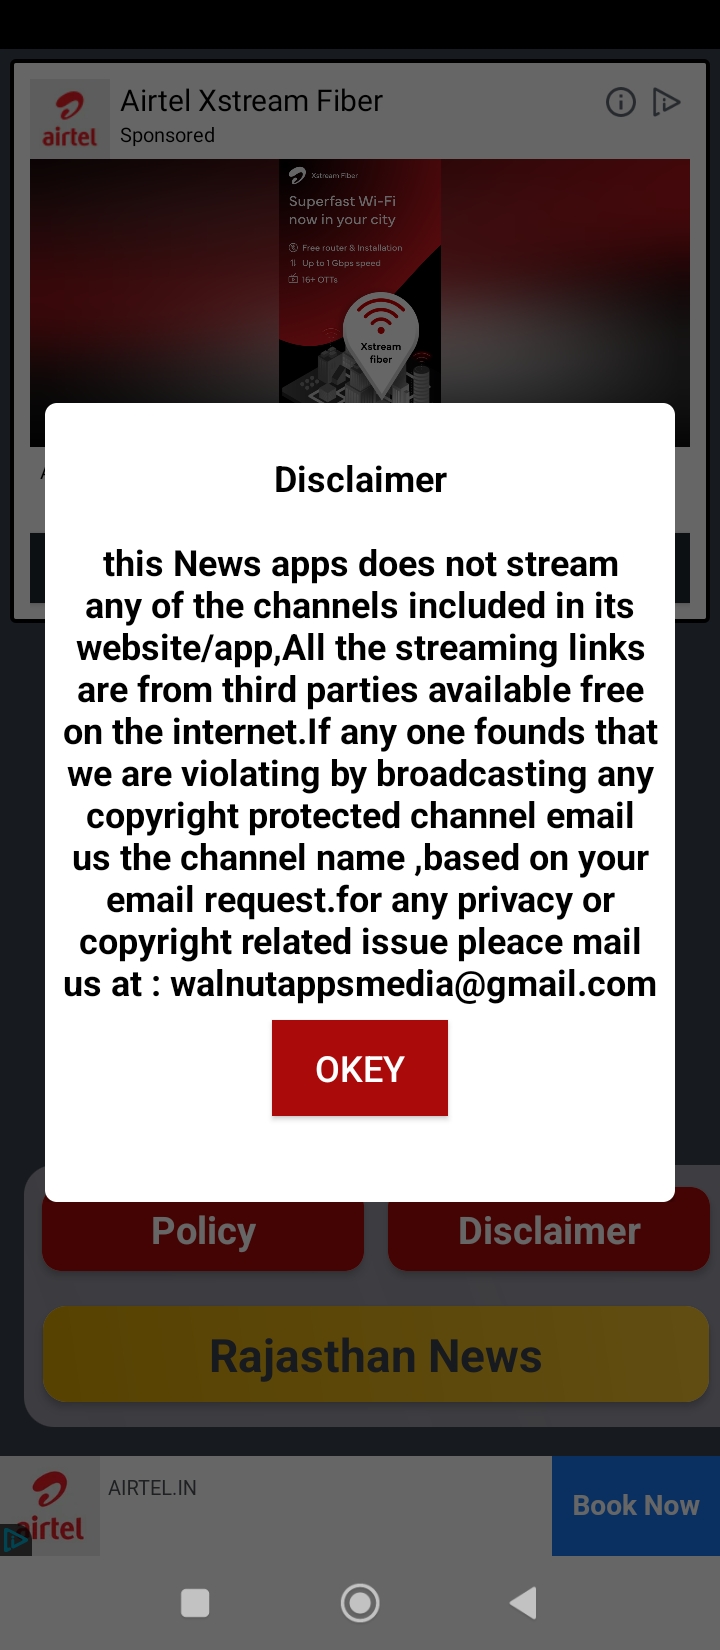 airtel
Airtel Xstream Fiber
Sponsored
Xstream Fiber
Superfast Wi-Fi
now in your city
Free router & Installation
Up to 1 Gbps speed
16+ OTTs
Xstream
fiber
Disclaimer
this News apps does not stream
any of the channels included in its
website/app,All the streaming links
are from third parties available free
on the internet.If any one founds that
we are violating by broadcasting any
copyright protected channel email
us the channel name ,based on your
email request.for any privacy or
copyright related issue pleace mail
us at : walnutappsmedia@gmail.com
OKEY
Policy
Disclaimer
Rajasthan News
airtel
AIRTEL.IN
Book Now